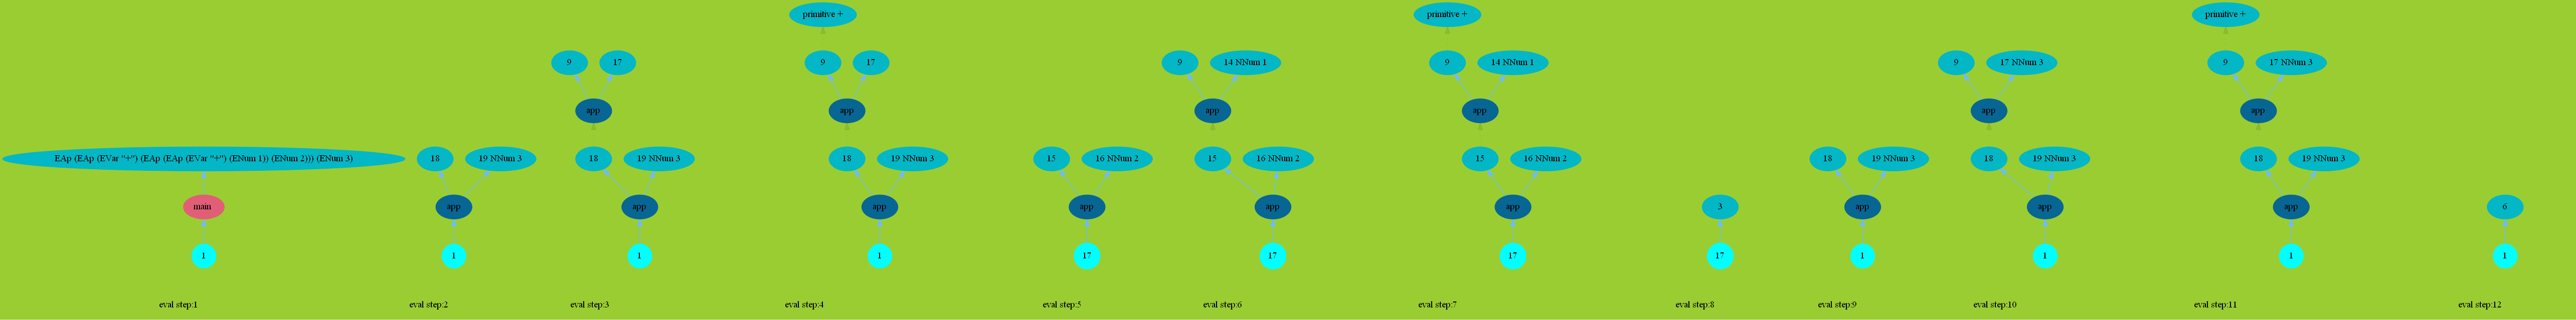 primitive +
primitive +
primitive +
9
17
9
17
9
14 NNum 1
9
14 NNum 1
9
17 NNum 3
9
17 NNum 3
app
app
app
app
app
app
EAp (EAp (EVar "+") (EAp (EAp (EVar "+") (ENum 1)) (ENum 2))) (ENum 3)
18
19 NNum 3
18
19 NNum 3
18
19 NNum 3
15
16 NNum 2
15
16 NNum 2
15
16 NNum 2
18
19 NNum 3
18
19 NNum 3
18
19 NNum 3
main
app
app
app
app
app
app
3
app
app
app
6
1
1
1
1
17
17
17
17
1
1
1
1
eval step:1
eval step:2
eval step:3
eval step:4
eval step:5
eval step:6
eval step:7
eval step:8
eval step:9
eval step:10
eval step:11
eval step:12